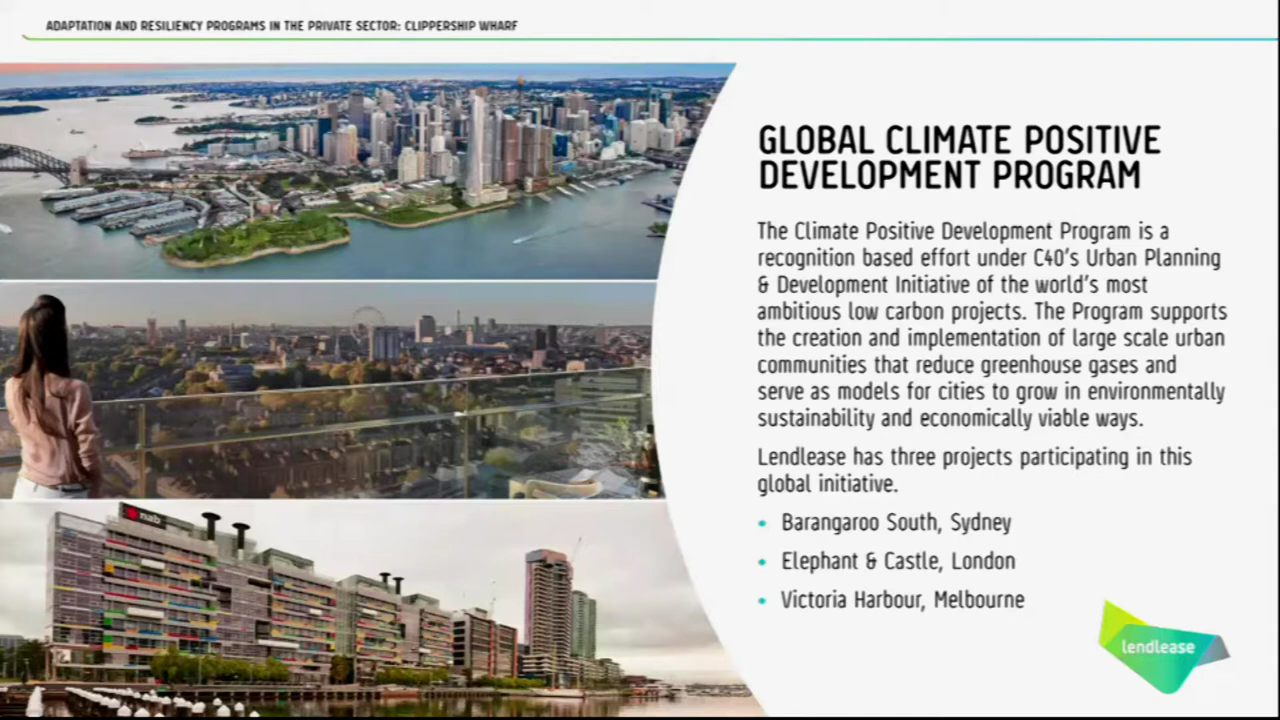 ADAPTATION AND RESILIENCY PROGRAMS IN THE PRIVATE SECTOR: CLIPPERSHIP WHARF
GLOBAL CLIMATE POSITIVE
DEVELOPMENT PROGRAM
The Climate Positive Development Program is a
recognition based effort under C40's Urban Planning
& Development Initiative of the world's most
ambitious low carbon projects. The Program supports
the creation and implementation of large scale urban
communities that reduce greenhouse gases and
serve as models for cities to grow in environmentally
sustainability and economically viable ways.
Lendlease has three projects participating in this
global initiative.
• Barangaroo South, Sydney
• Elephant & Castle, London
• Victoria Harbour, Melbourne
nab
lendlease